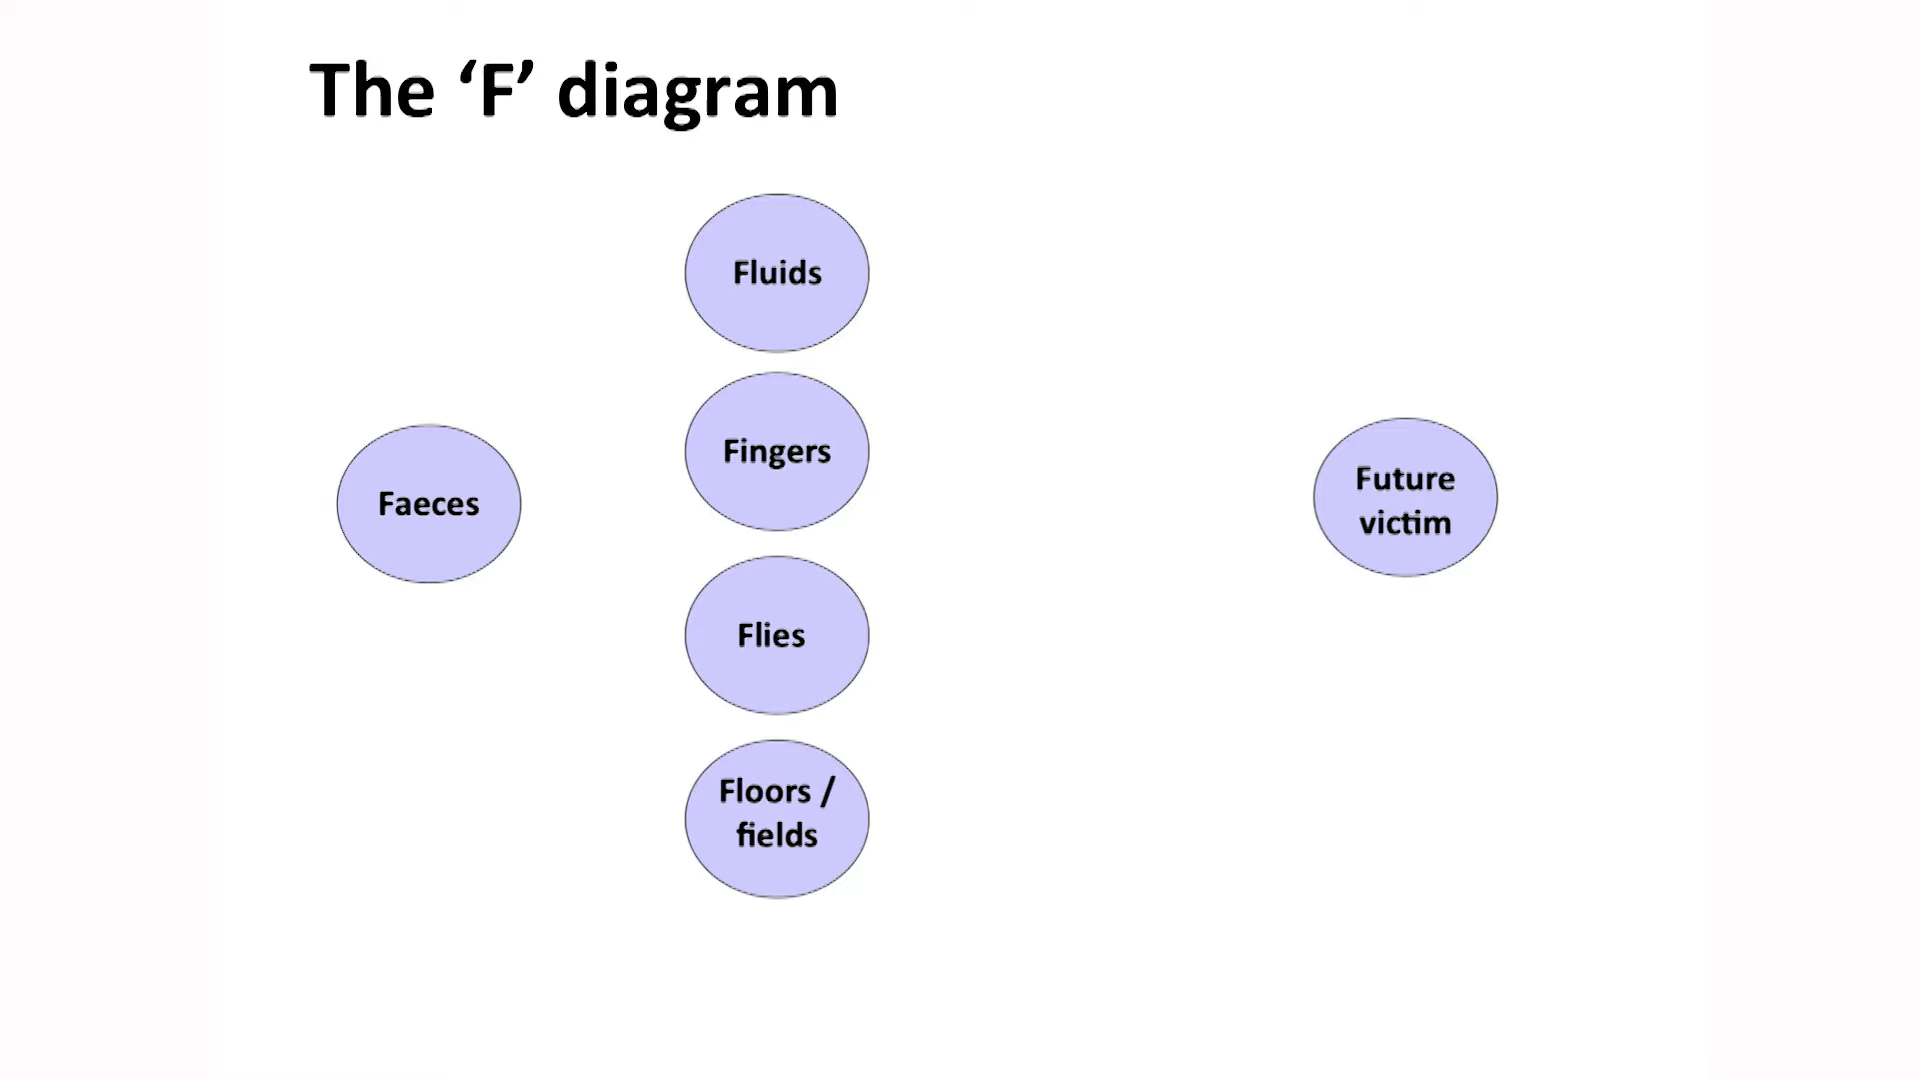 The ‘F’ diagram
Fluids
Fingers
Faeces
Future
victim
Flies
Floors /
fields